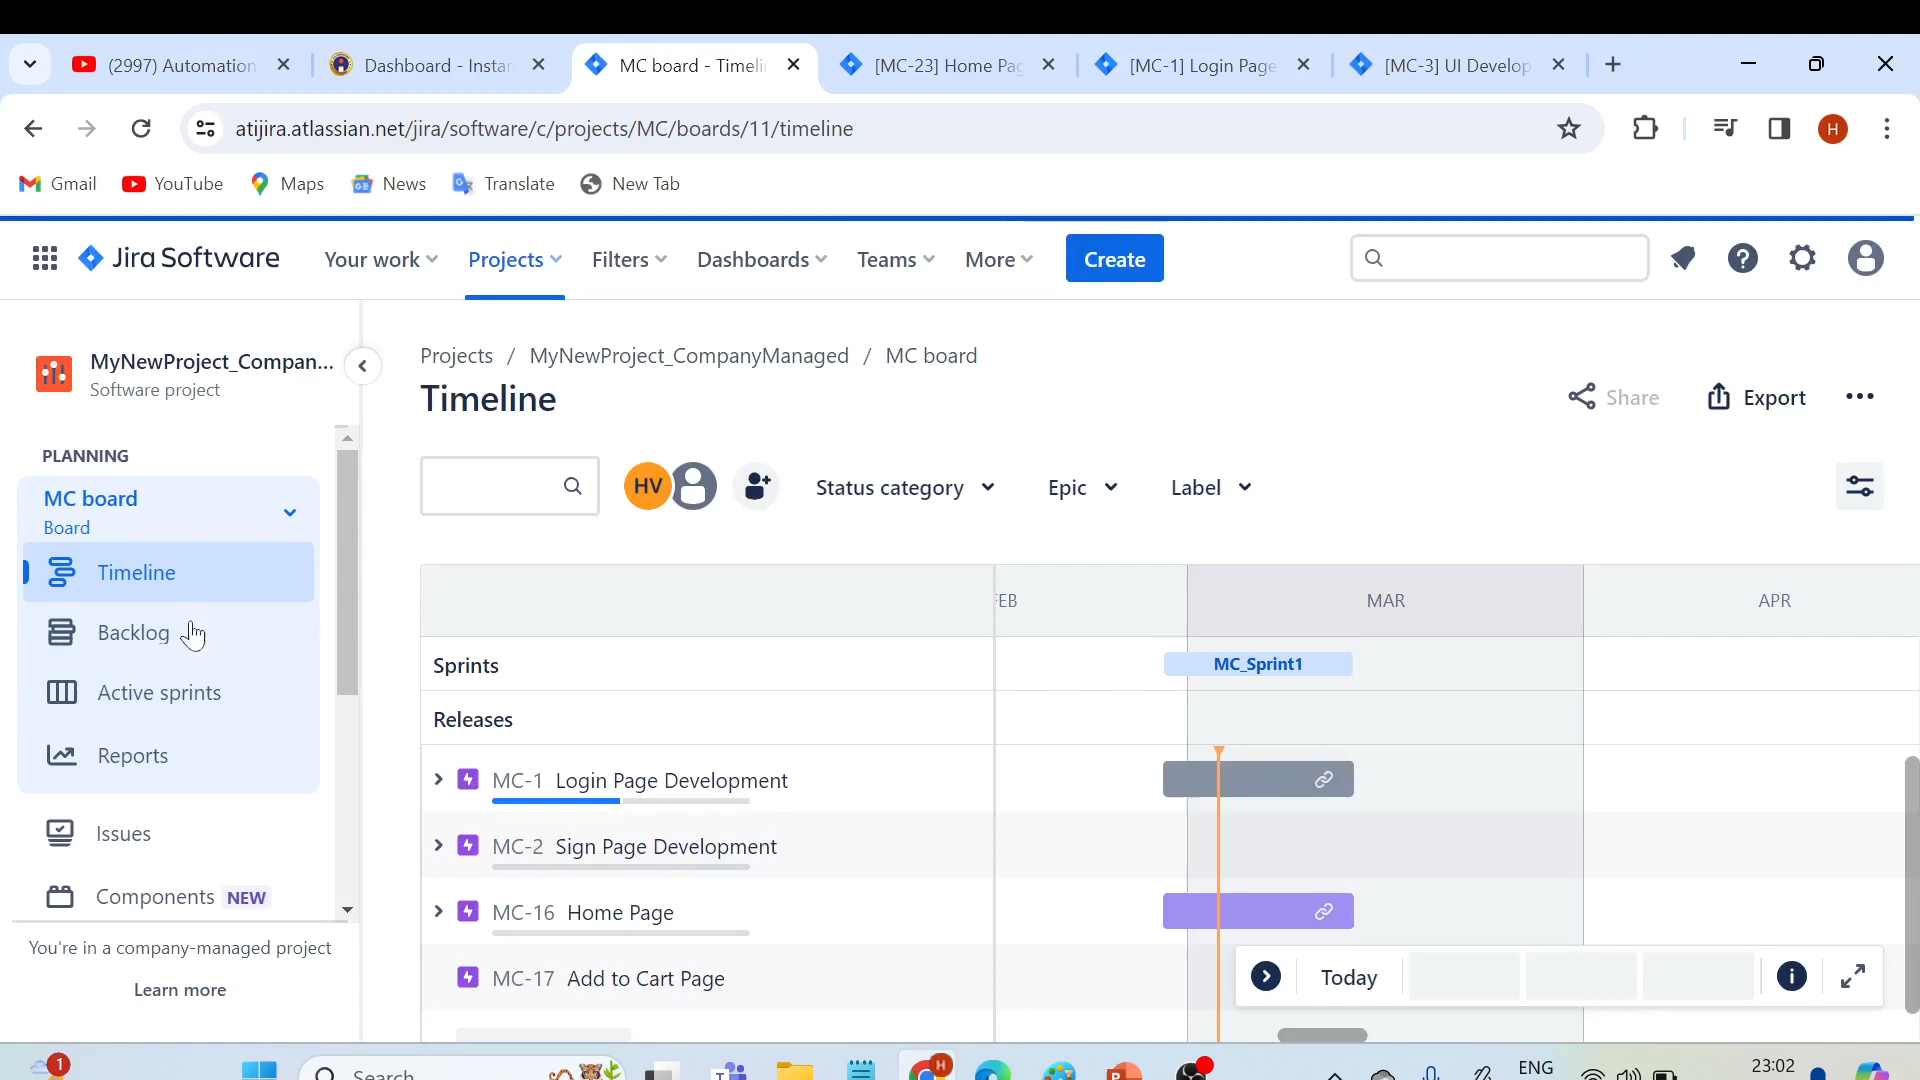 (2997) Automation
Dashboard - Instan
MC board - Timeli
[MC-23] Home Pag
[MC-1] Login Page
[MC-3] UI Develop
atijira.atlassian.net/jira/software/c/projects/MC/boards/11/timeline
H
Gmail
YouTube
Maps
News
Translate
New Tab
Jira Software
Your work
Projects
Filters
Dashboards
Teams
More
Create
MyNewProject_Compan...
Software project
Projects / MyNewProject_CompanyManaged / MC board
Timeline
Share
Export
PLANNING
MC board
Board
Timeline
Backlog
Active sprints
Reports
Issues
Components NEW
You're in a company-managed project
Learn more
HV
Status category
Epic
Label
EB
MAR
APR
Sprints
MC_Sprint1
Releases
MC-1 Login Page Development
MC-2 Sign Page Development
MC-16 Home Page
MC-17 Add to Cart Page
Today
1
Search
H
ENG
23:02